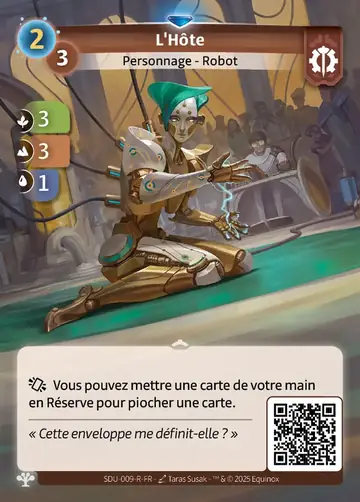 2
3
L'Hôte
Personnage - Robot
3
3
1
Vous pouvez mettre une carte de votre main
en Réserve pour piocher une carte.
« Cette enveloppe me définit-elle ? »
SDU-009-R-FR - Taras Susak - ™ & © 2025 Equinox